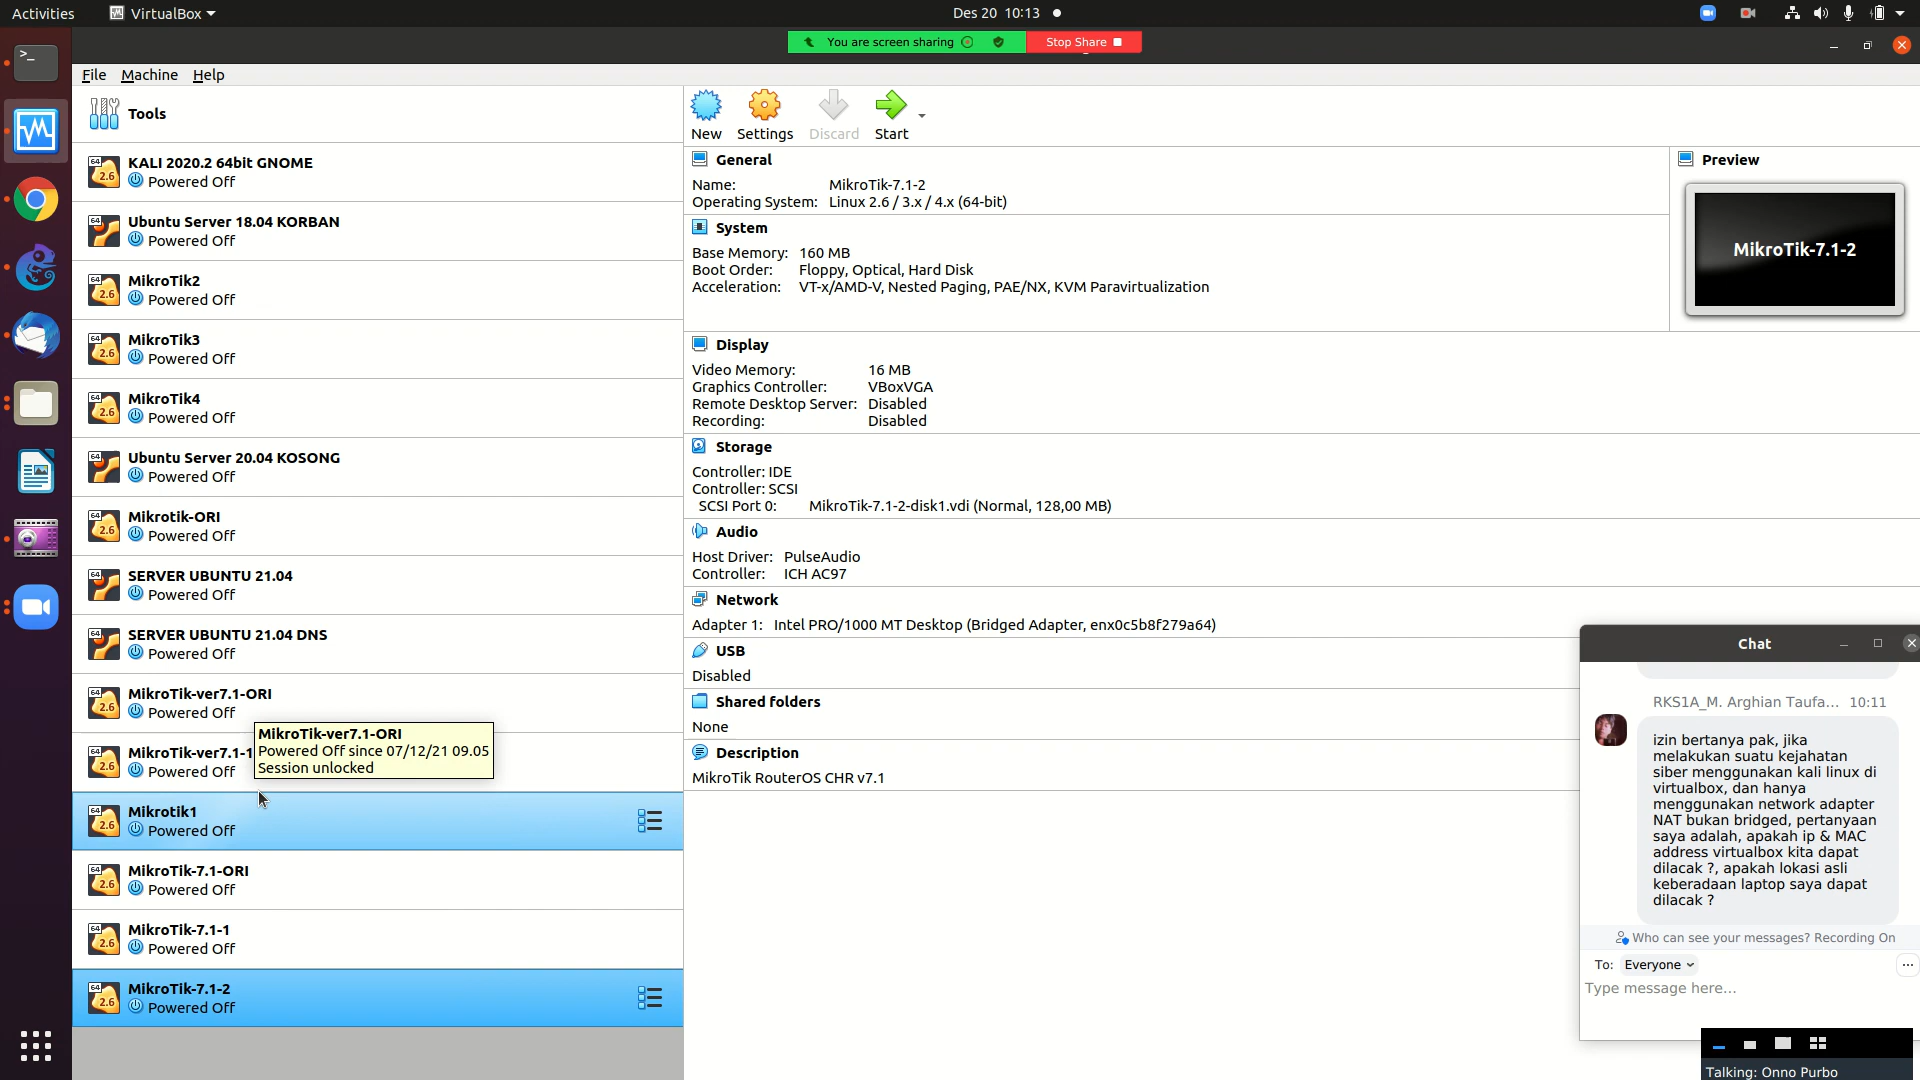 Activities
VirtualBox
Des 20 10:13
You are screen sharing
Stop Share
File Machine Help
Tools
KALI 2020.2 64bit GNOME
Powered Off
Ubuntu Server 18.04 KORBAN
Powered Off
MikroTik2
Powered Off
MikroTik3
Powered Off
MikroTik4
Powered Off
Ubuntu Server 20.04 KOSONG
Powered Off
Mikrotik-ORI
Powered Off
SERVER UBUNTU 21.04
Powered Off
SERVER UBUNTU 21.04 DNS
Powered Off
MikroTik-ver7.1-ORI
Powered Off
MikroTik-ver7.1-1
Powered Off
MikroTik-ver7.1-ORI
Powered Off since 07/12/21 09.05
Session unlocked
Mikrotik1
Powered Off
MikroTik-7.1-ORI
Powered Off
MikroTik-7.1-1
Powered Off
MikroTik-7.1-2
Powered Off
New Settings Discard Start
General
Name: MikroTik-7.1-2
Operating System: Linux 2.6 / 3.x / 4.x (64-bit)
System
Base Memory: 160 MB
Boot Order: Floppy, Optical, Hard Disk
Acceleration: VT-x/AMD-V, Nested Paging, PAE/NX, KVM Paravirtualization
Preview
MikroTik-7.1-2
Display
Video Memory: 16 MB
Graphics Controller: VBoxVGA
Remote Desktop Server: Disabled
Recording: Disabled
Storage
Controller: IDE
Controller: SCSI
SCSI Port 0: MikroTik-7.1-2-disk1.vdi (Normal, 128,00 MB)
Audio
Host Driver: PulseAudio
Controller: ICH AC97
Network
Adapter 1: Intel PRO/1000 MT Desktop (Bridged Adapter, enx0c5b8f279a64)
USB
Disabled
Shared folders
None
Description
MikroTik RouterOS CHR v7.1
Chat
RKS1A_M. Arghian Taufa... 10:11
izin bertanya pak, jika
melakukan suatu kejahatan
siber menggunakan kali linux di
virtualbox, dan hanya
menggunakan network adapter
NAT bukan bridged, pertanyaan
saya adalah, apakah ip & MAC
address virtualbox kita dapat
dilacak ?, apakah lokasi asli
keberadaan laptop saya dapat
dilacak ?
Who can see your messages? Recording On
To: Everyone
Type message here...
Talking: Onno Purbo